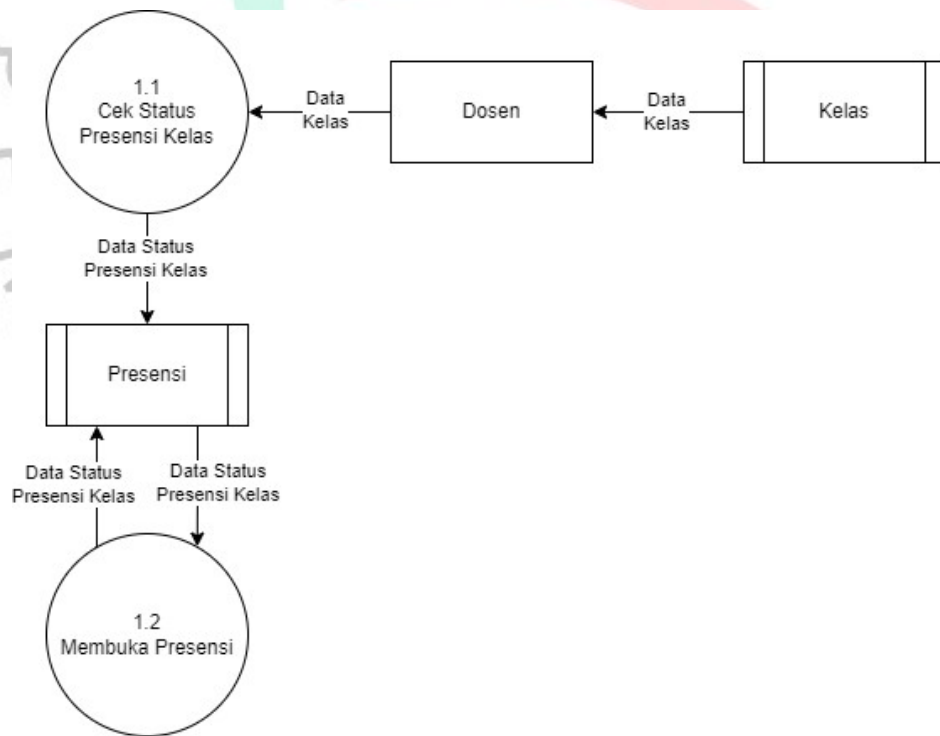 1.1
Cek Status
Presensi Kelas
Data
Kelas
Dosen
Data
Kelas
Kelas
Data Status
Presensi Kelas
Presensi
Data Status
Presensi Kelas
Data Status
Presensi Kelas
1.2
Membuka Presensi